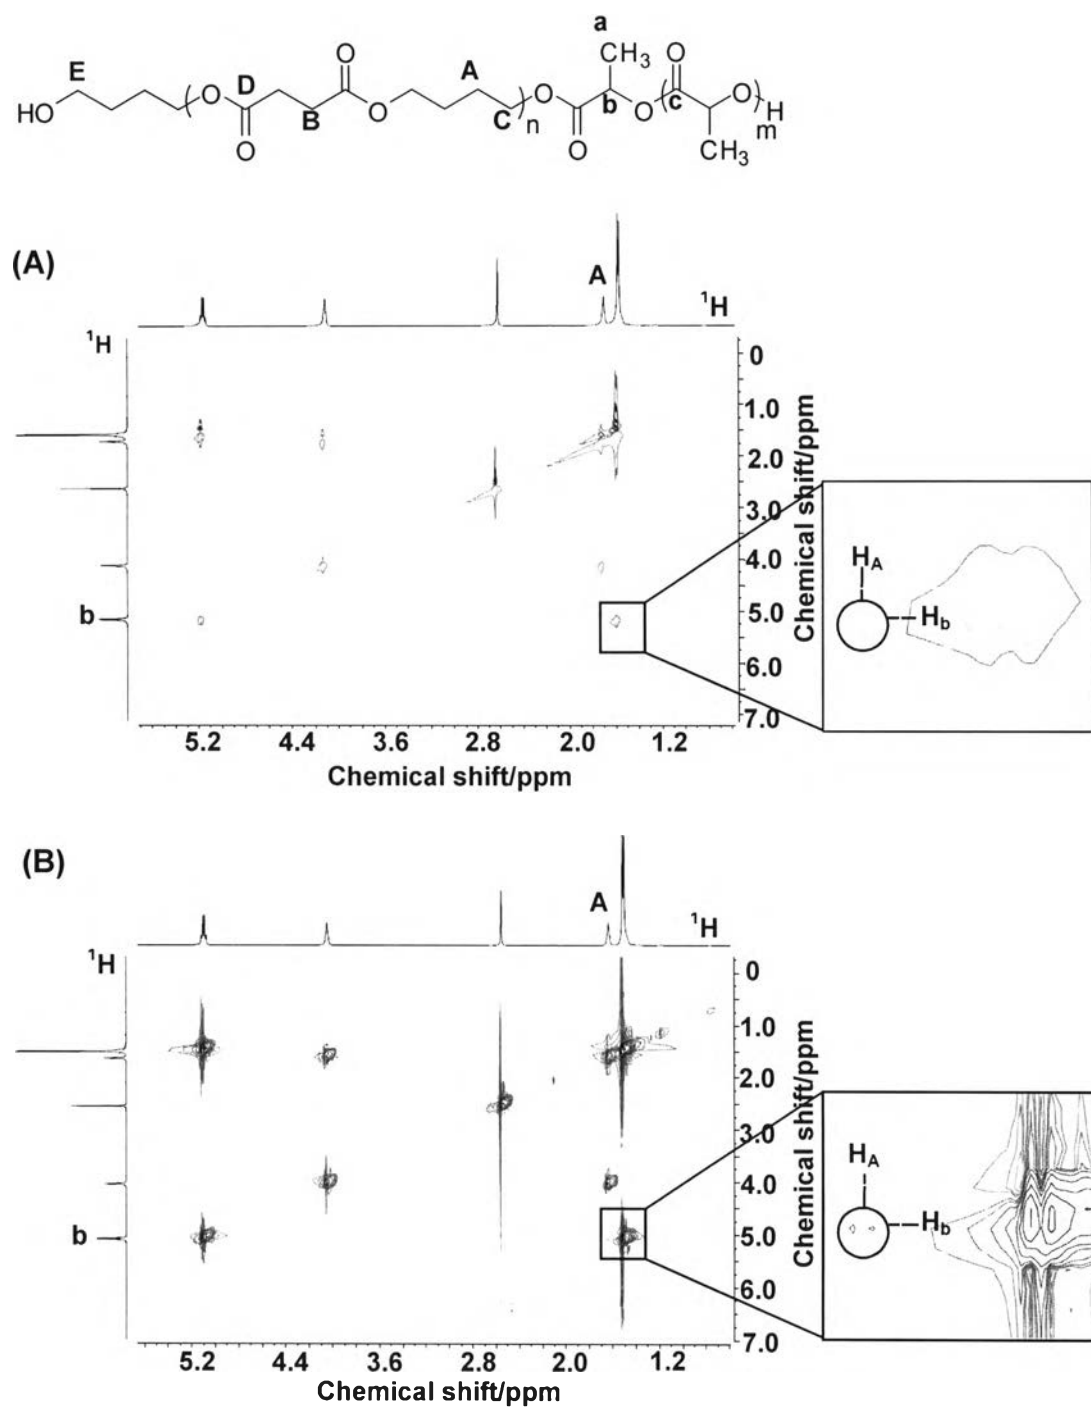 a
E
O
A
CH3
O
D
HO
O
O
O
c
O
H
B
O
C
n
b
O
m
O
O
CH3
(A)
A
1H
1H
0
1.0
2.0
3.0
4.0
5.0
6.0
7.0
b
Chemical shift/ppm
HA
Hb
5.2 4.4 3.6 2.8 2.0 1.2
Chemical shift/ppm
(B)
A
1H
1H
0
1.0
2.0
3.0
4.0
5.0
6.0
7.0
b
Chemical shift/ppm
HA
Hb
5.2 4.4 3.6 2.8 2.0 1.2
Chemical shift/ppm